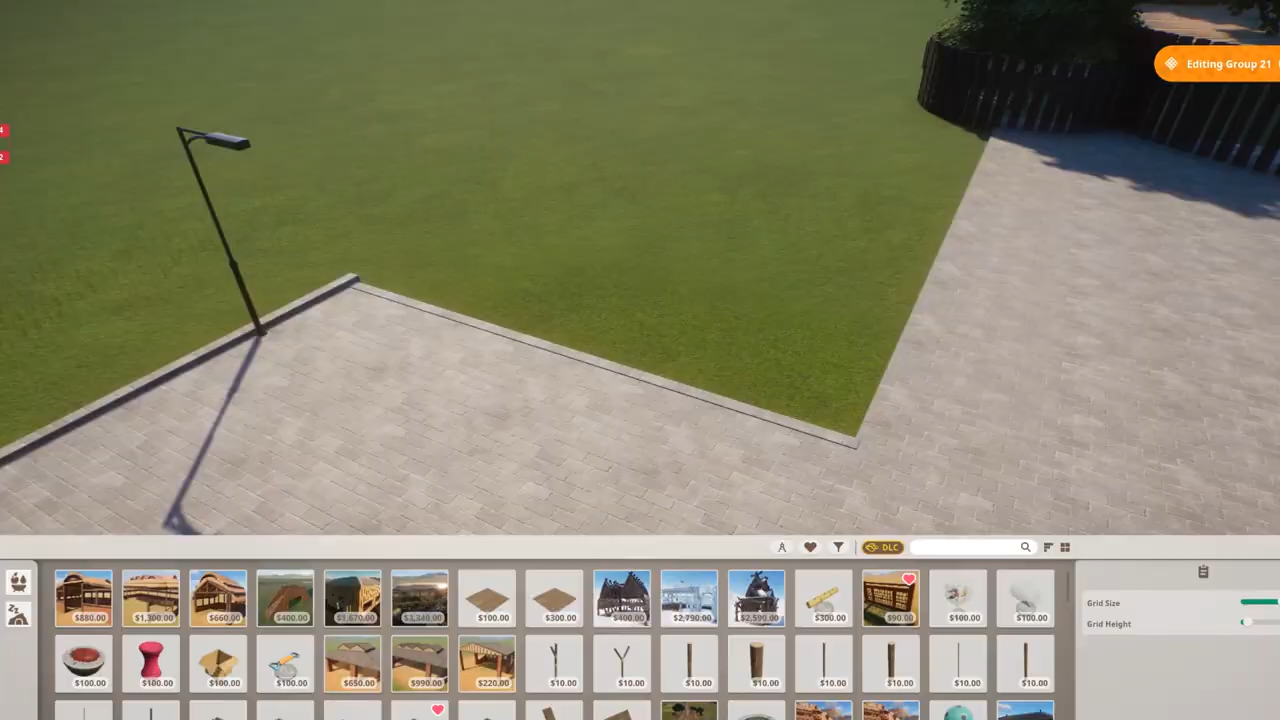 Editing Group 21
4
2
DLC
$880.00 $1,300.00 $660.00 $400.00 $1,670.00 $3,340.00 $100.00 $300.00 $400.00 $2,790.00 $2,590.00 $300.00 $90.00 $100.00 $100.00
Grid Size
Grid Height
$100.00 $100.00 $100.00 $100.00 $650.00 $990.00 $220.00 $10.00 $10.00 $10.00 $10.00 $10.00 $10.00 $10.00 $10.00